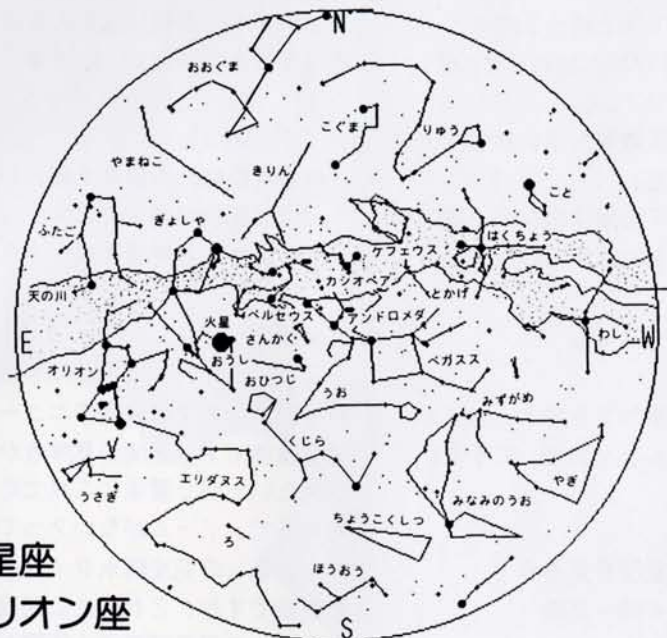 N
おおぐま
こぐま
りゅう
やまねこ
きりん
こと
ふたご
ぎょしゃ
はくちょう
ケフェウス
カシオペア
とかげ
天の川
ペルセウス
アンドロメダ
火星
さんかく
わし
E
W
おうし
ペガスス
オリオン
おひつじ
うお
みずがめ
くじら
エリダヌス
やぎ
うさぎ
みなみのうお
ちょうこくしつ
ろ
ほうおう
星座
リオン座
S